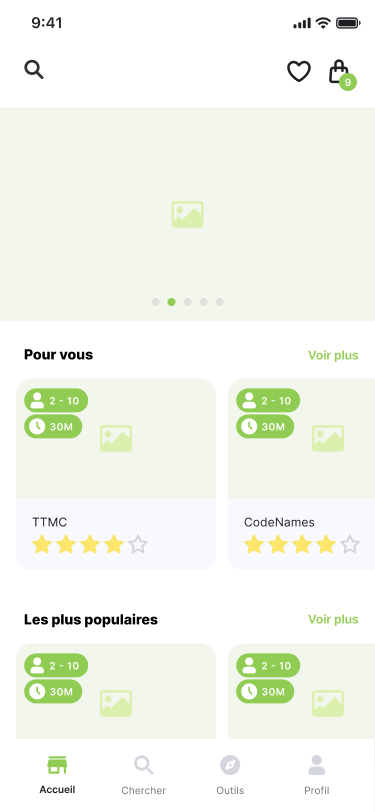 9:41
9
Pour vous
Voir plus
2 - 10
30M
2 - 10
30M
TTMC
CodeNames
Les plus populaires
Voir plus
2 - 10
30M
2 - 10
30M
Accueil
Chercher
Outils
Profil